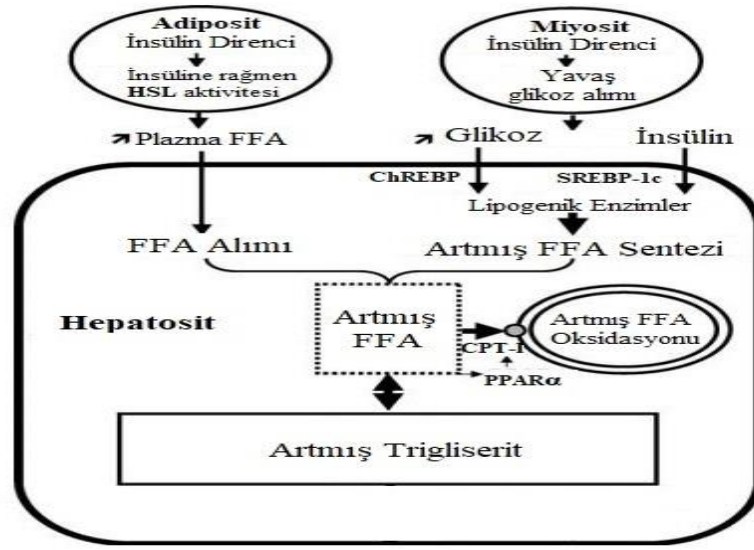 Adiposit
İnsülin Direnci
İnsüline rağmen
HSL aktivitesi
Miyosit
İnsülin Direnci
Yavaş
glikoz alımı
Plazma FFA
Glikoz
İnsülin
ChREBP
SREBP-1c
Lipogenik Enzimler
FFA Alımı
Artmış FFA Sentezi
Hepatosit
Artmış
FFA
CPT-I
PPARα
Artmış FFA
Oksidasyonu
Artmış Trigliserit